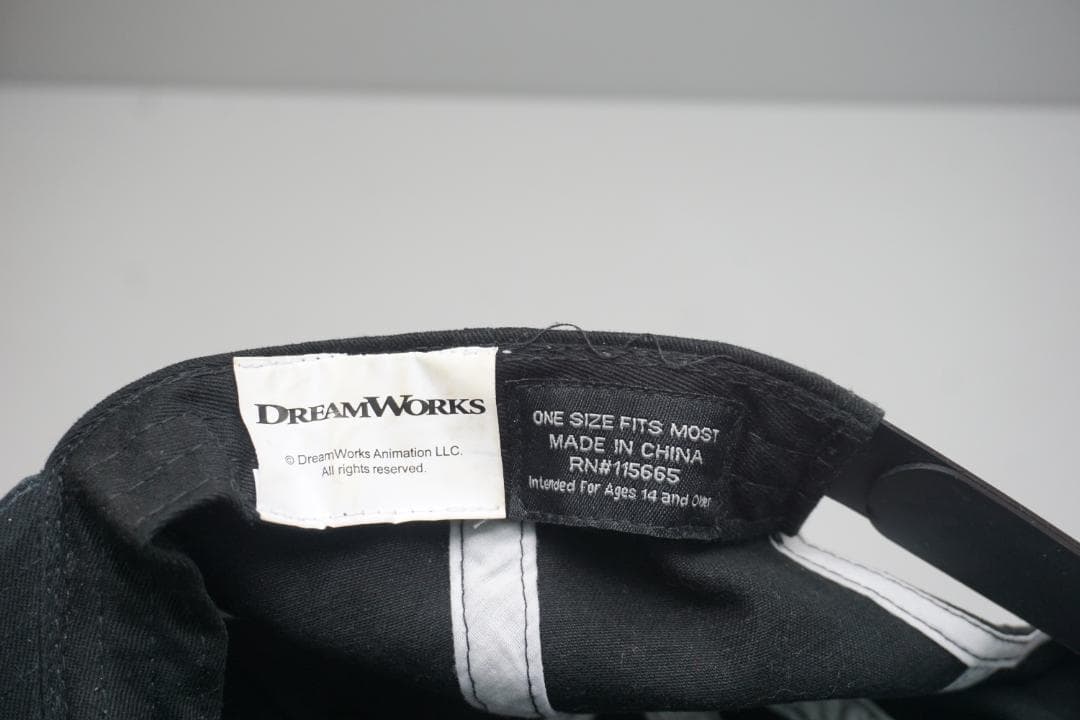 DREAMWORKS
© DreamWorks Animation LLC.
All rights reserved.
ONE SIZE FITS MOST
MADE IN CHINA
RN#115665
Intended For Ages 14 and Over